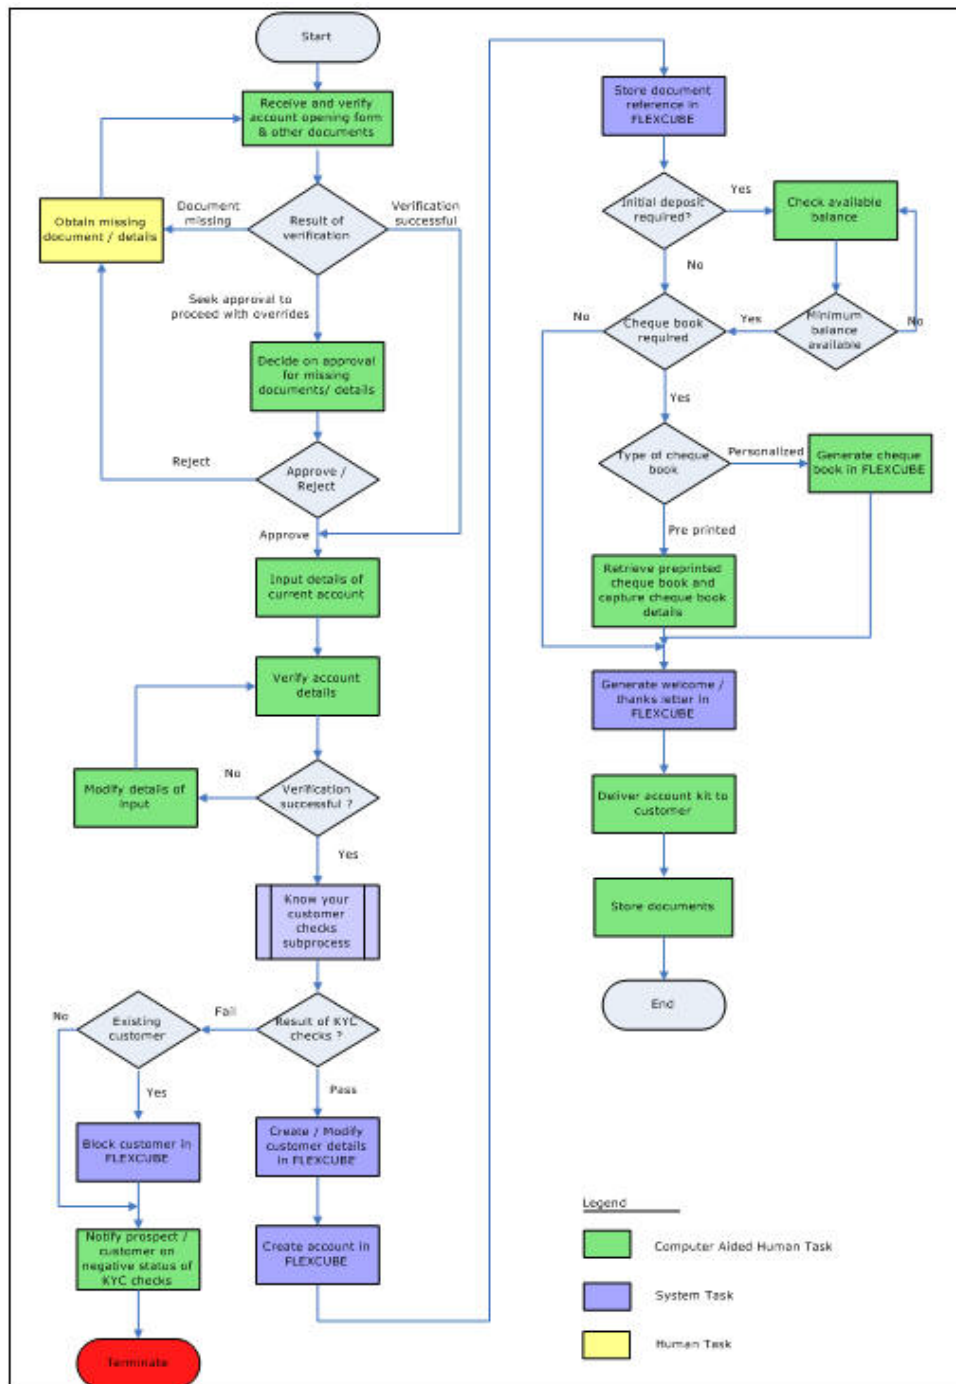 Start
Receive and verify
account opening form
& other documents
Document
missing
Verification
successful
Obtain missing
document / details
Result of
verification
Seek approval to
proceed with overrides
Decide on approval
for missing
documents/ details
Reject
Approve /
Reject
Approve
Input details of
current account
Verify account
details
No
Modify details of
input
Verification
successful ?
Yes
Know your
customer
checks
subprocess
No
Existing
customer
Fail
Result of KYC
checks ?
Yes
Pass
Block customer in
FLEXCUBE
Create / Modify
customer details
in FLEXCUBE
Notify prospect /
customer on
negative status of
KYC checks
Create account in
FLEXCUBE
Terminate
Store document
reference in
FLEXCUBE
Initial deposit
required?
Yes
Check available
balance
No
No
Cheque book
required
Yes
Minimum
balance
available
No
Yes
Type of cheque
book
Personalized
Generate cheque
book in FLEXCUBE
Pre printed
Retrieve preprinted
cheque book and
capture cheque book
details
Generate welcome /
thanks letter in
FLEXCUBE
Deliver account kit to
customer
Store documents
End
Legend
Computer Aided Human Task
System Task
Human Task